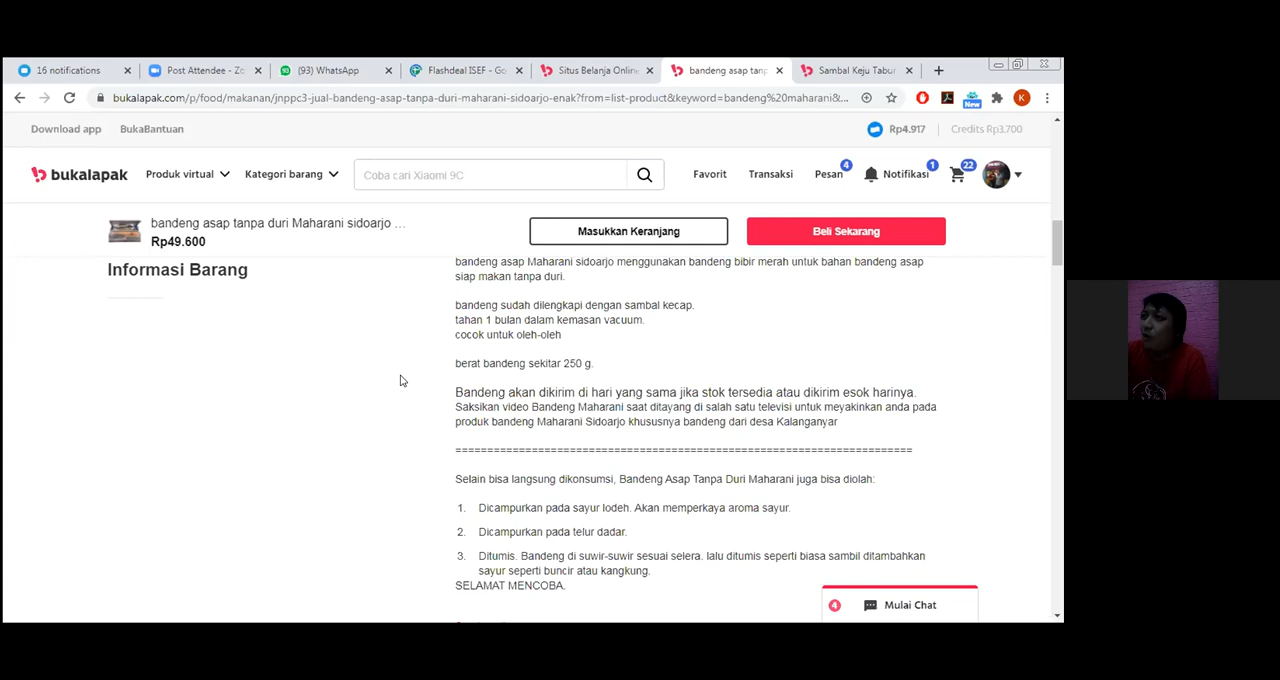 16 notifications
Post Attendee - Zo
(93) WhatsApp
Flashdeal ISEF - Go
Situs Belanja Online
bandeng asap tanp
Sambal Keju Tabur
bukalapak.com/p/food/makanan/jnppc3-jual-bandeng-asap-tanpa-duri-maharani-sidoarjo-enak?from=list-product&keyword=bandeng%20maharani&...
New
K
Download app
BukaBantuan
Rp4.917
Credits Rp3.700
bukalapak
Produk virtual
Kategori barang
Coba cari Xiaomi 9C
Favorit
Transaksi
Pesan
4
Notifikasi
1
22
bandeng asap tanpa duri Maharani sidoarjo ...
Rp49.600
Masukkan Keranjang
Beli Sekarang
Informasi Barang
bandeng asap Maharani sidoarjo menggunakan bandeng bibir merah untuk bahan bandeng asap
siap makan tanpa duri.
bandeng sudah dilengkapi dengan sambal kecap.
tahan 1 bulan dalam kemasan vacuum.
cocok untuk oleh-oleh
berat bandeng sekitar 250 g.
Bandeng akan dikirim di hari yang sama jika stok tersedia atau dikirim esok harinya.
Saksikan video Bandeng Maharani saat ditayang di salah satu televisi untuk meyakinkan anda pada
produk bandeng Maharani Sidoarjo khususnya bandeng dari desa Kalanganyar
=======================================================================
Selain bisa langsung dikonsumsi, Bandeng Asap Tanpa Duri Maharani juga bisa diolah:
1. Dicampurkan pada sayur lodeh. Akan memperkaya aroma sayur.
2. Dicampurkan pada telur dadar.
3. Ditumis. Bandeng di suwir-suwir sesuai selera. lalu ditumis seperti biasa sambil ditambahkan
sayur seperti buncir atau kangkung.
SELAMAT MENCOBA.
4
Mulai Chat